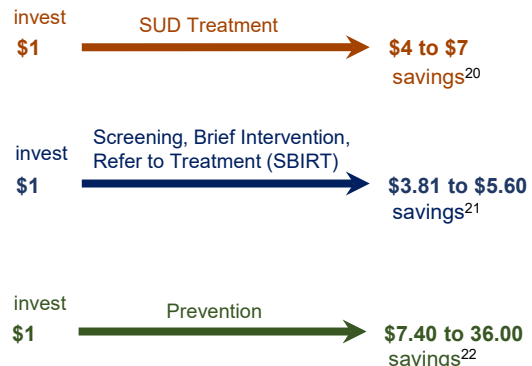 invest
SUD Treatment
$1
$4 to $7
savings20
Screening, Brief Intervention,
invest
Refer to Treatment (SBIRT)
$1
$3.81 to $5.60
savings21
invest
Prevention
$1
$7.40 to 36.00
savings22